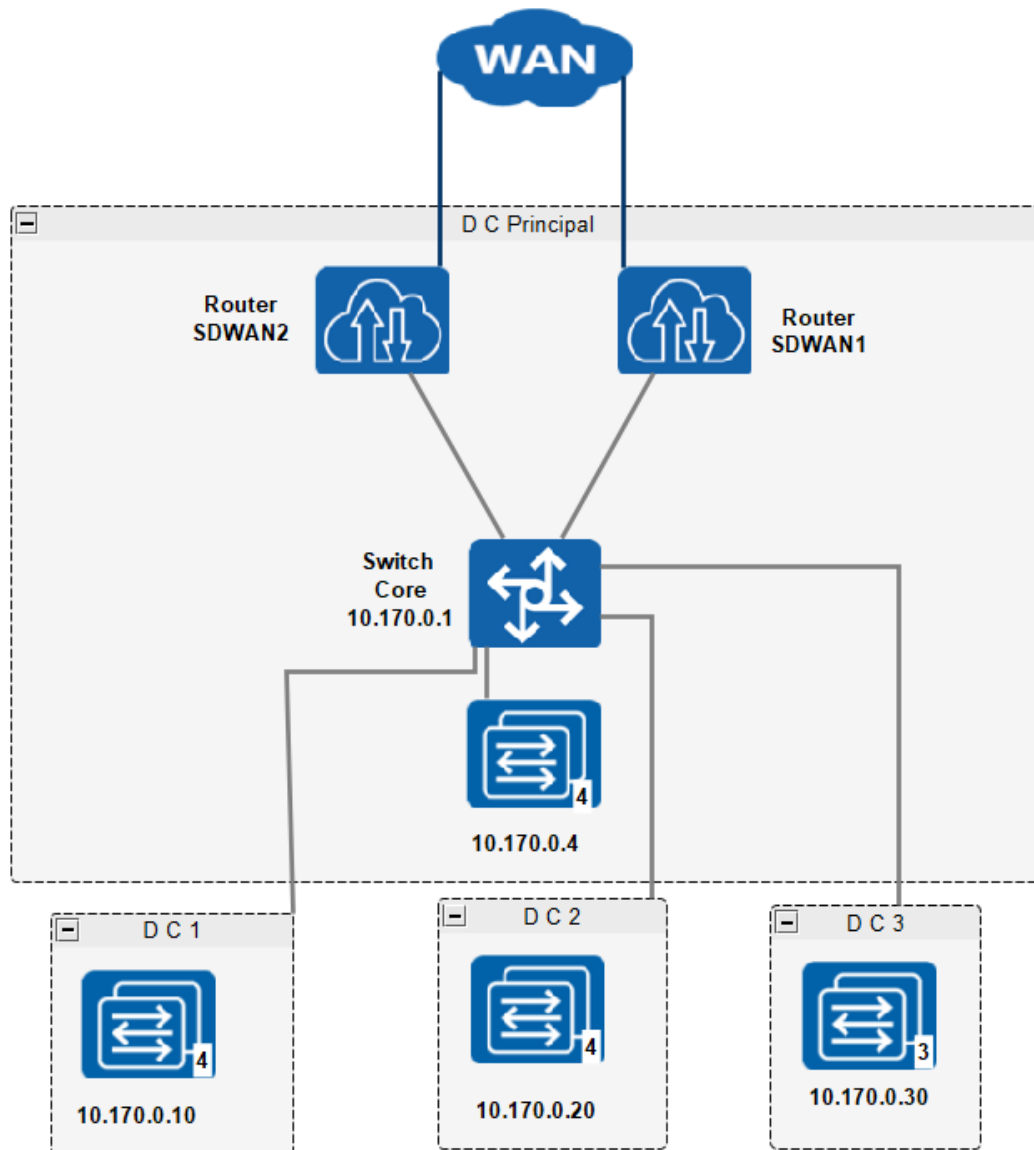 WAN
D C Principal
Router
SDWAN2
Router
SDWAN1
Switch
Core
10.170.0.1
4
10.170.0.4
D C 1
4
10.170.0.10
D C 2
4
10.170.0.20
D C 3
3
10.170.0.30